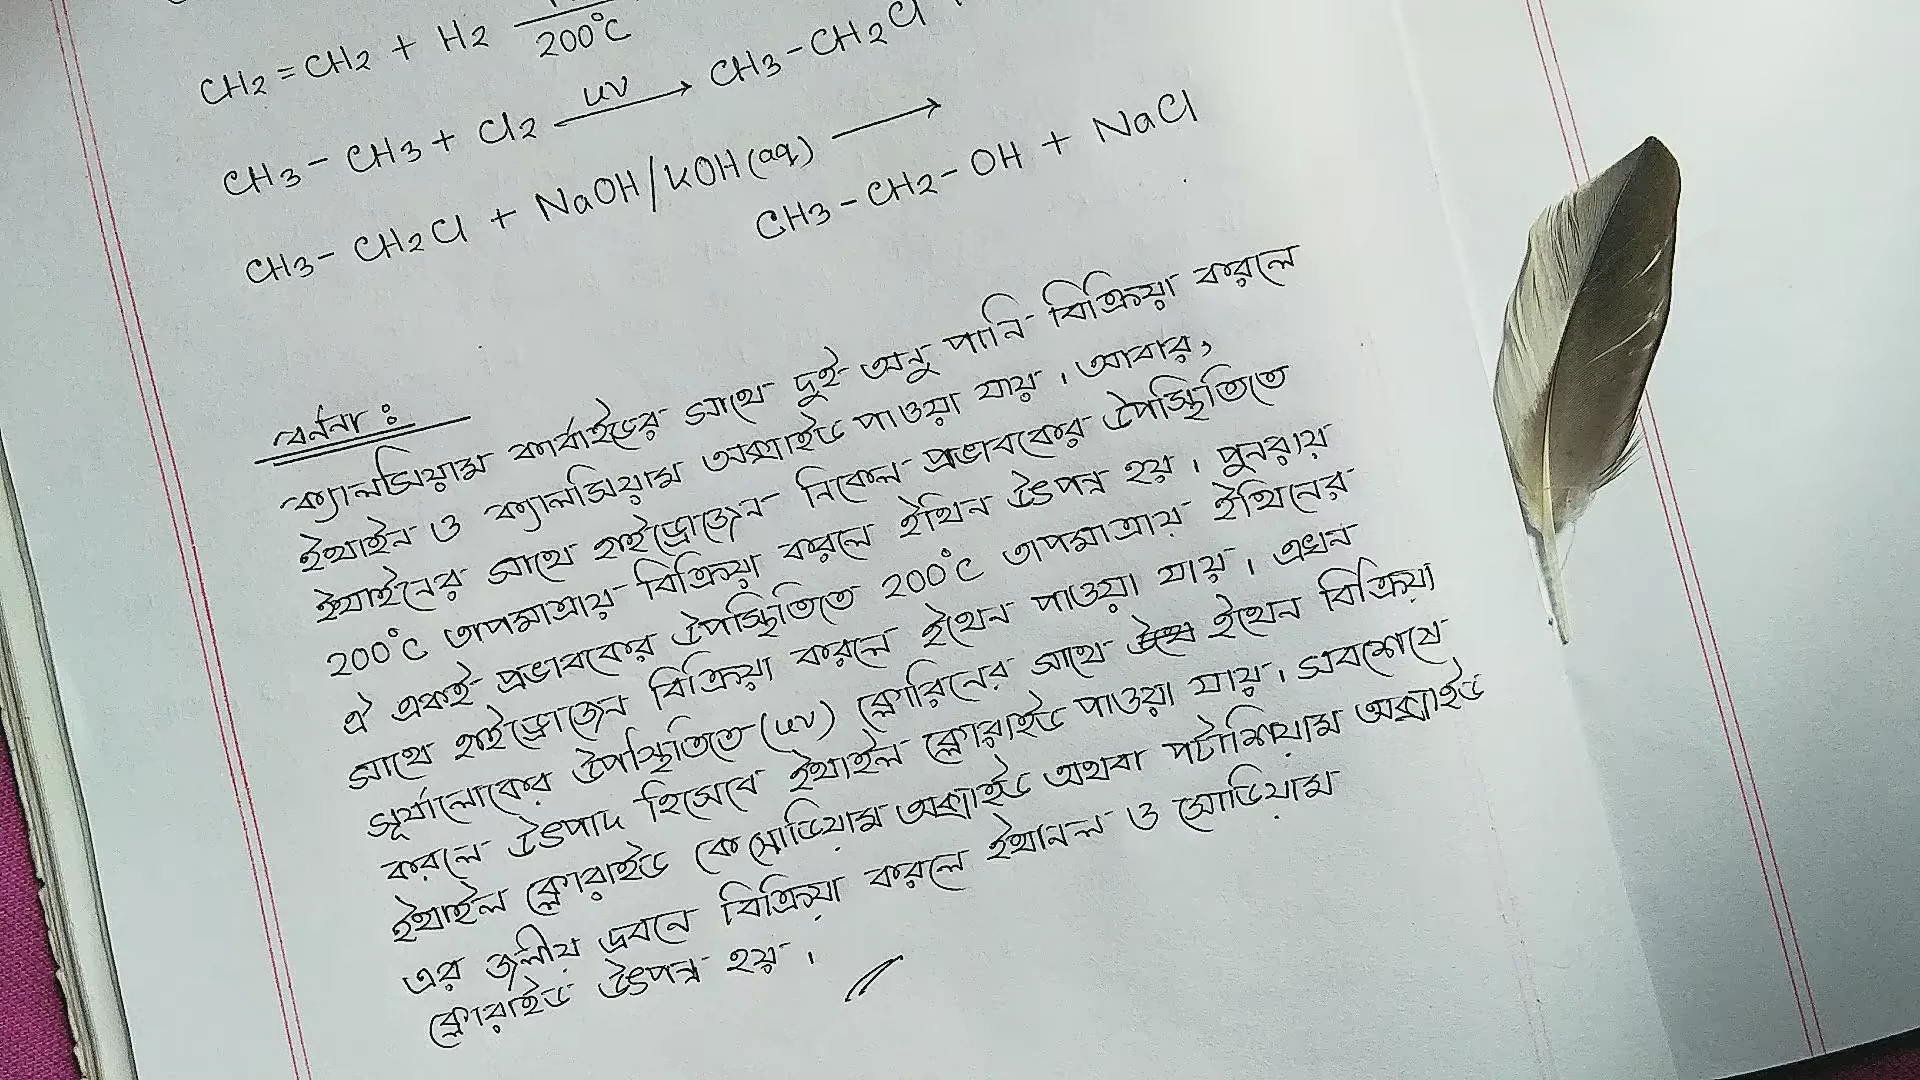 CH2=CH2 + H2 200°C
CH3-CH3 + Cl2 uv → CH3-CH2Cl
CH3-CH2Cl + NaOH/KOH(aq) →
CH3-CH2-OH + NaCl
বর্ননা :
ক্যালসিয়াম কার্বাইডের সাথে দুই অনু পানি বিক্রিয়া করলে
ইথাইন ও ক্যালসিয়াম অক্সাইড পাওয়া যায়। আবার,
ইথাইনের সাথে হাইড্রোজেন নিকেল প্রভাবকের উপস্থিতিতে
200°C তাপমাত্রায় বিক্রিয়া করলে ইথিন উৎপন্ন হয়। পুনরায়
ঐ একই প্রভাবকের উপস্থিতিতে 200°C তাপমাত্রায় ইথিনের
সাথে হাইড্রোজেন বিক্রিয়া করলে ইথেন পাওয়া যায়। এখন
সূর্যালোকের উপস্থিতিতে (uv) ক্লোরিনের সাথে ইথেন বিক্রিয়া
করলে উৎপাদ হিসেবে ইথাইল ক্লোরাইড পাওয়া যায়। সবশেষে
ইথাইল ক্লোরাইড কে সোডিয়াম অক্সাইড অথবা পটাশিয়াম অক্সাইড
এর জলীয় দ্রবনে বিক্রিয়া করলে ইথানল ও সোডিয়াম
ক্লোরাইড উৎপন্ন হয়।